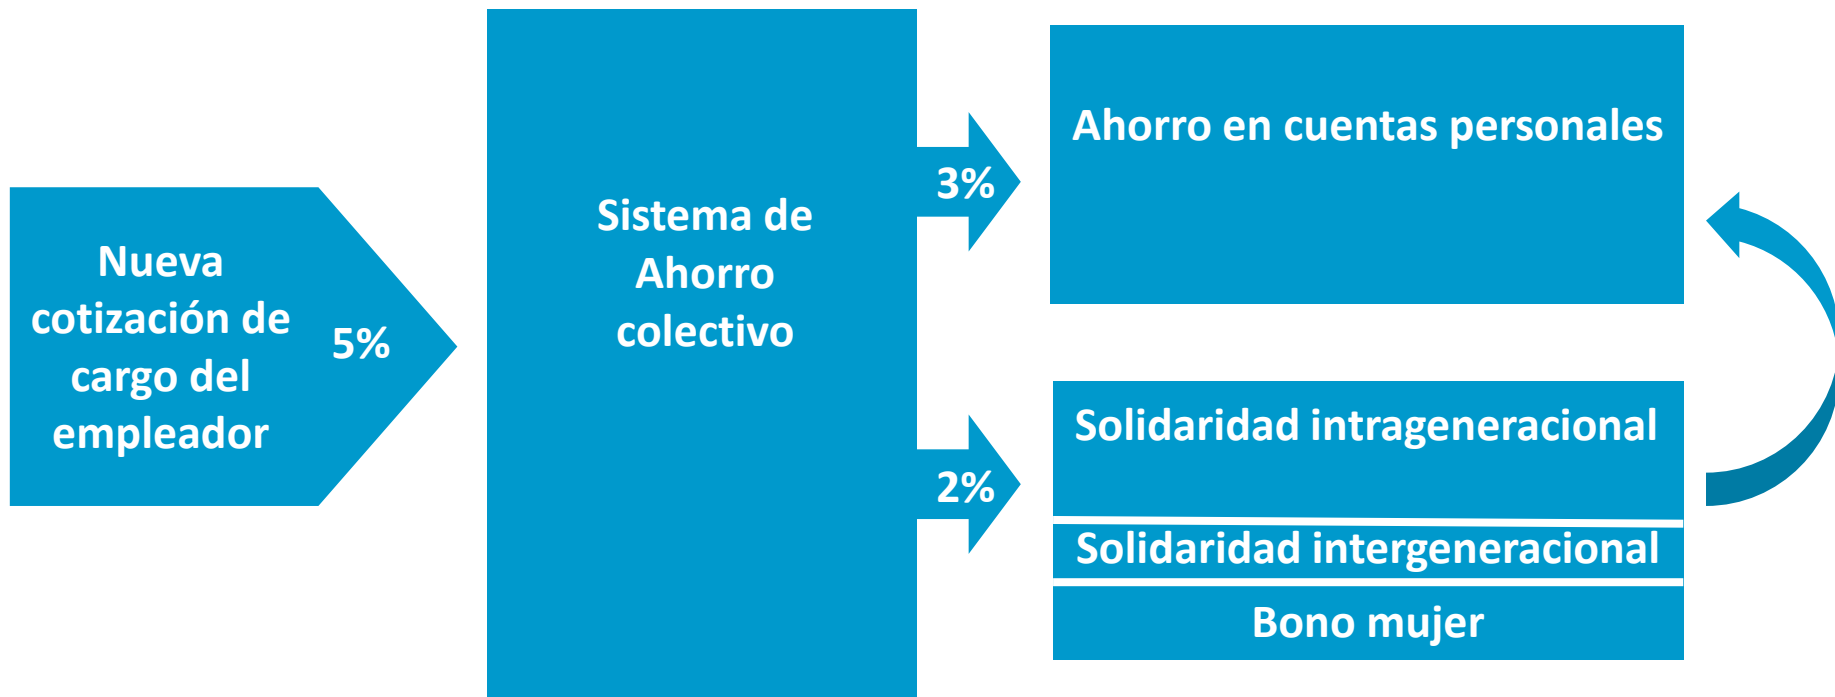 Nueva
cotización de
cargo del
empleador
5%
Sistema de
Ahorro
colectivo
3%
Ahorro en cuentas personales
2%
Solidaridad intrageneracional
Solidaridad intergeneracional
Bono mujer